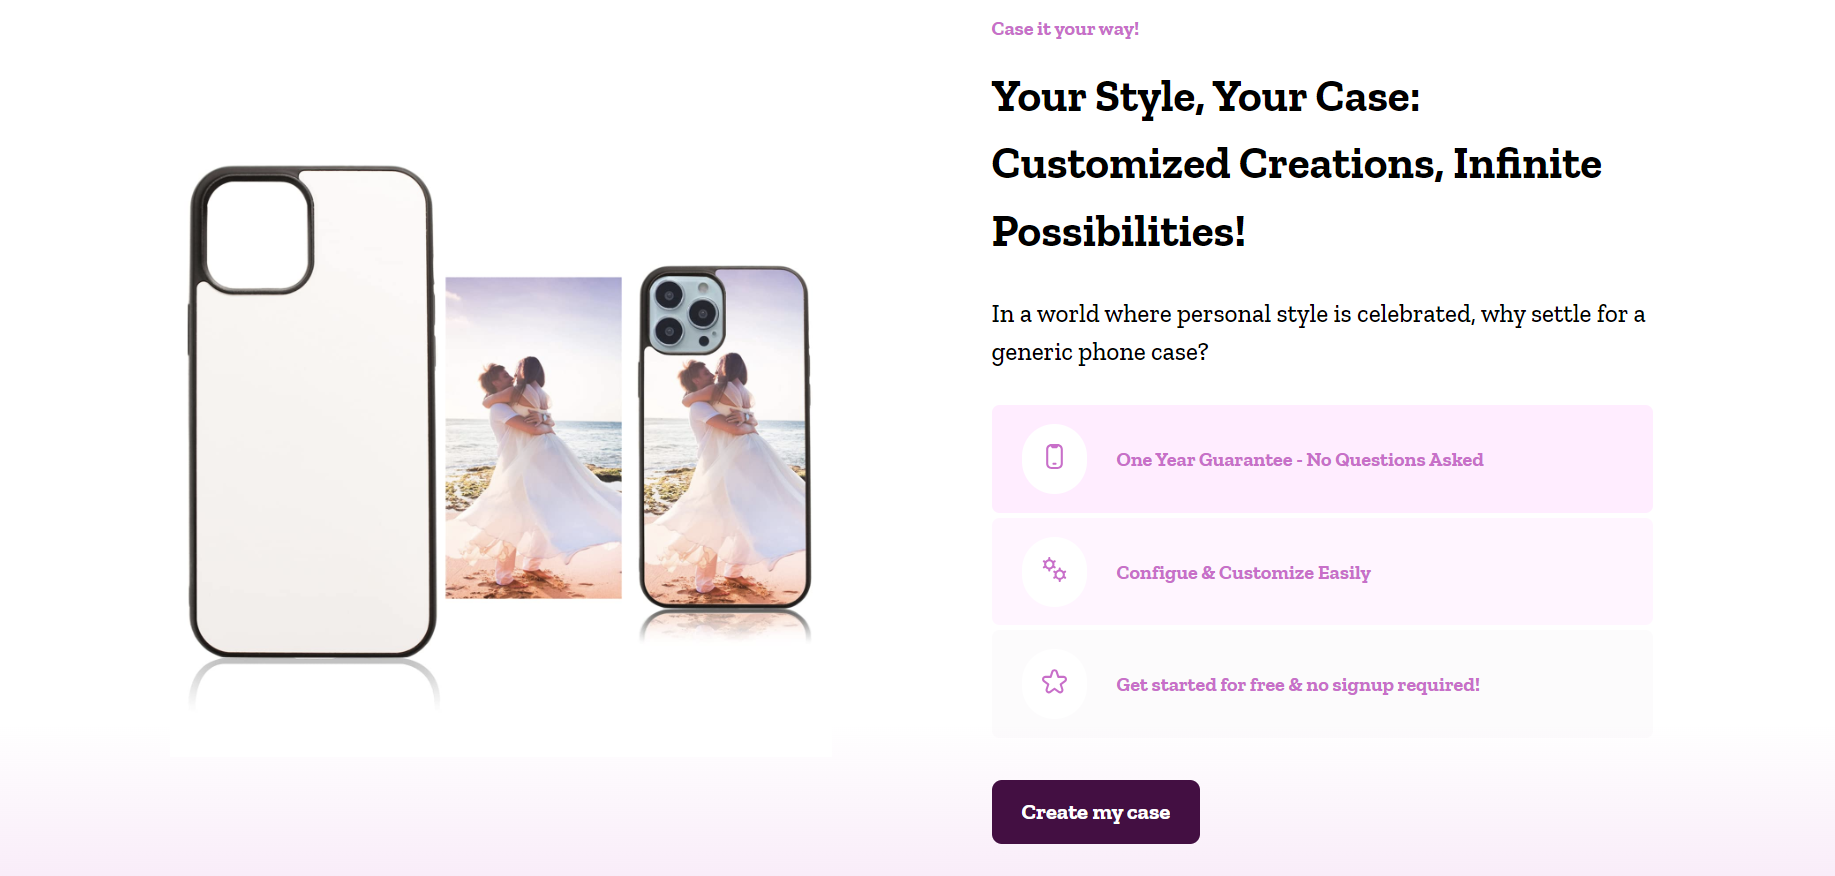 Case it your way!
Your Style, Your Case:
Customized Creations, Infinite
Possibilities!
In a world where personal style is celebrated, why settle for a
generic phone case?
One Year Guarantee - No Questions Asked
Configue & Customize Easily
Get started for free & no signup required!
Create my case